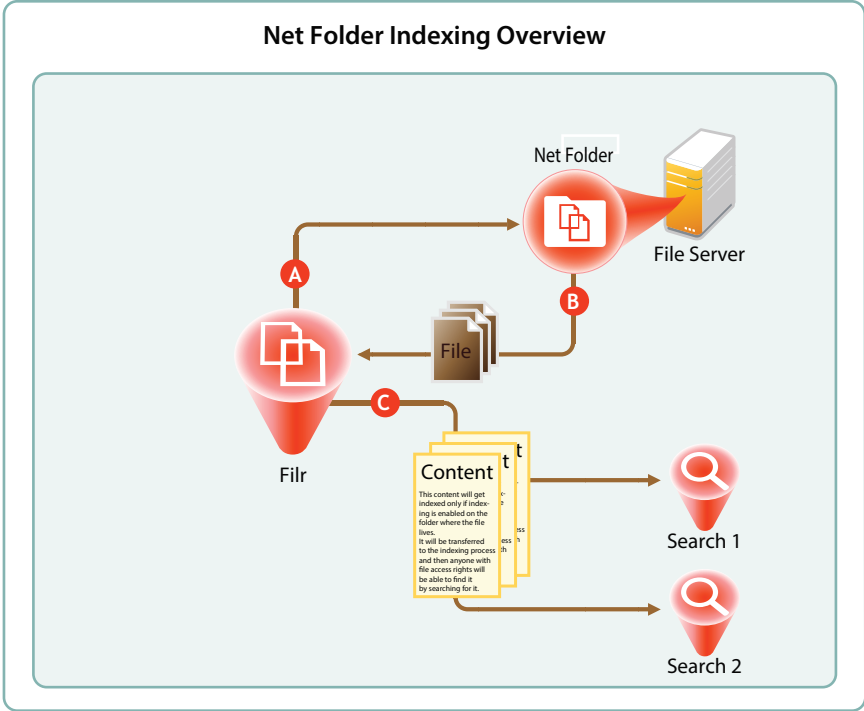 Net Folder Indexing Overview
Net Folder
File Server
A
B
File
C
Filr
Content
This content will get
indexed only if index-
ing is enabled on the
folder where the file
lives.
It will be transferred
to the indexing process
and then anyone with
file access rights will
be able to find it
by searching for it.
Search 1
Search 2